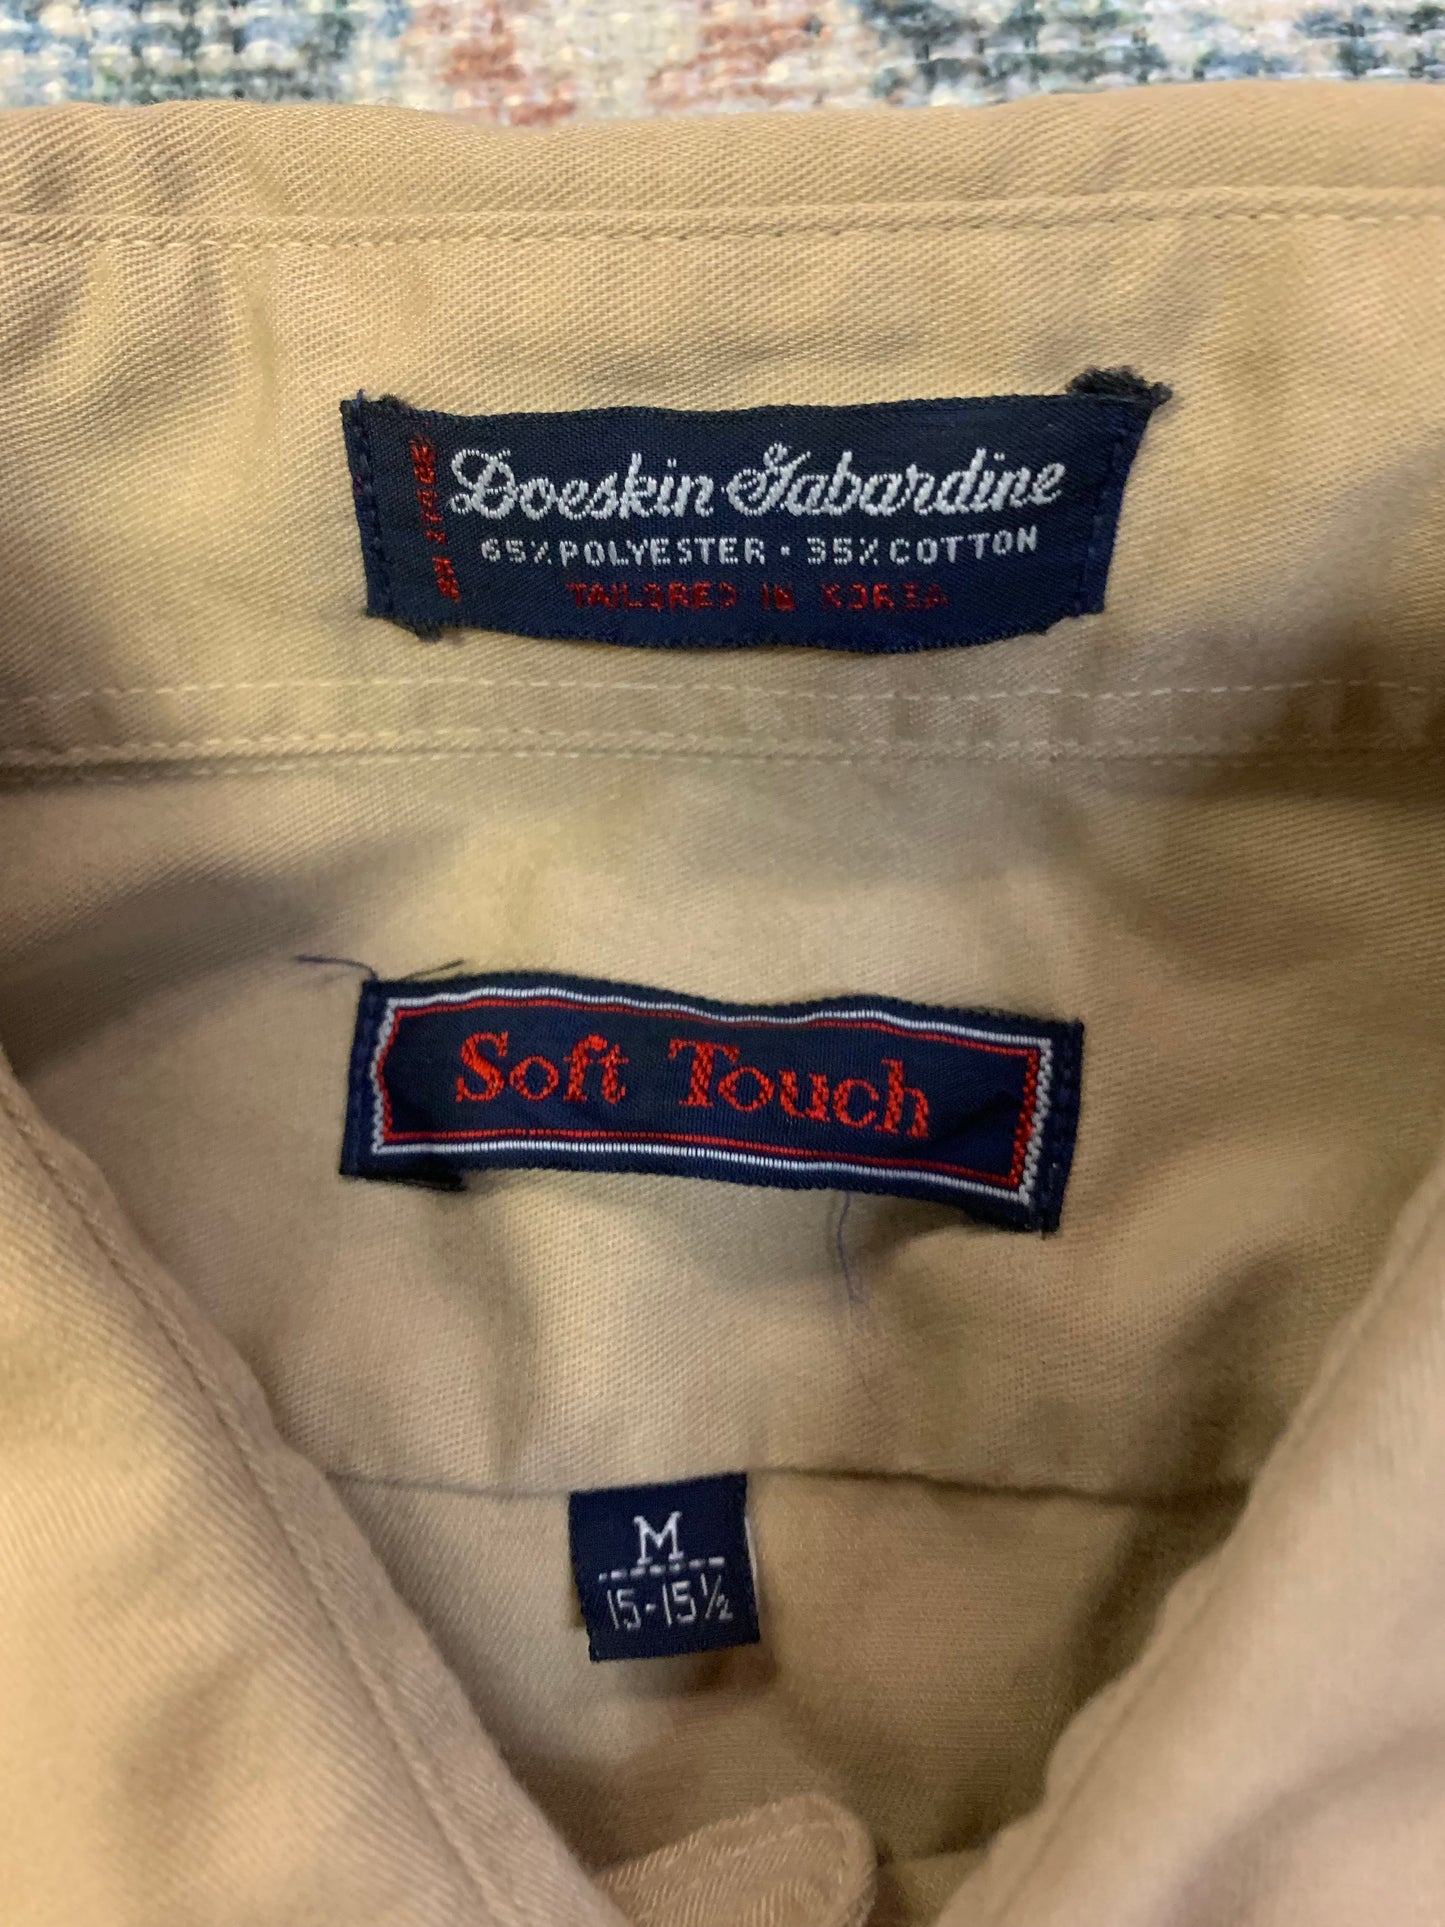 Doeskin Gabardine
65% POLYESTER · 35% COTTON
TAILORED IN KOREA
Soft Touch
M
15-15½